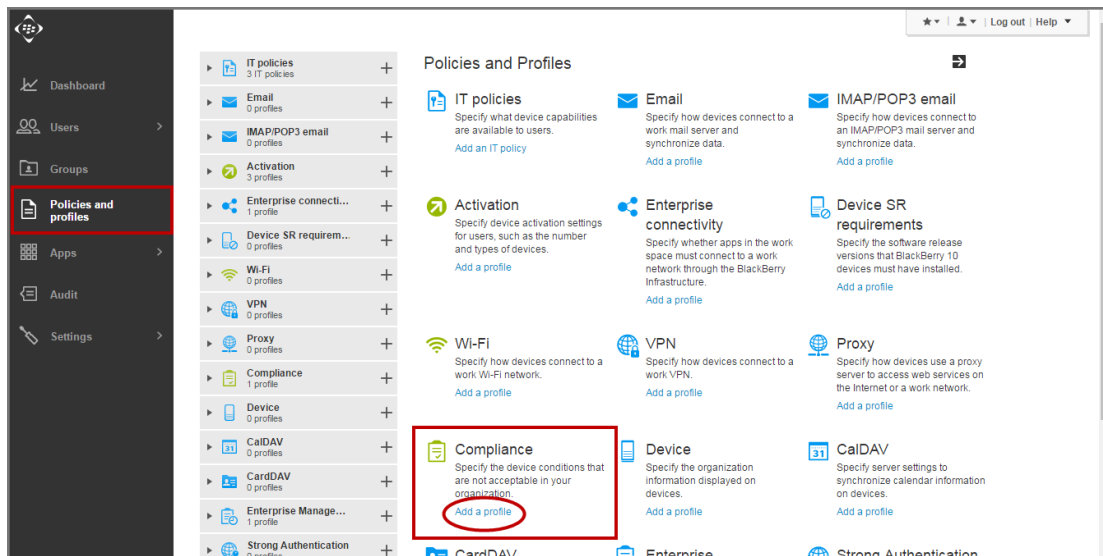 Log out | Help
Dashboard
Users
Groups
Policies and
profiles
Apps
Audit
Settings
IT policies
3 IT policies
Email
0 profiles
IMAP/POP3 email
0 profiles
Activation
3 profiles
Enterprise connecti...
1 profile
Device SR requirem...
0 profiles
Wi-Fi
0 profiles
VPN
0 profiles
Proxy
0 profiles
Compliance
1 profile
Device
0 profiles
CalDAV
0 profiles
CardDAV
0 profiles
Enterprise Manage...
1 profile
Strong Authentication
0 profiles
Policies and Profiles
IT policies
Specify what device capabilities
are available to users.
Add an IT policy
Email
Specify how devices connect to a
work mail server and
synchronize data.
Add a profile
IMAP/POP3 email
Specify how devices connect to
an IMAP/POP3 mail server and
synchronize data.
Add a profile
Activation
Specify device activation settings
for users, such as the number
and types of devices.
Add a profile
Enterprise
connectivity
Specify whether apps in the work
space must connect to a work
network through the BlackBerry
Infrastructure.
Add a profile
Device SR
requirements
Specify the software release
versions that BlackBerry 10
devices must have installed.
Add a profile
Wi-Fi
Specify how devices connect to a
work Wi-Fi network.
Add a profile
VPN
Specify how devices connect to a
work VPN.
Add a profile
Proxy
Specify how devices use a proxy
server to access web services on
the Internet or a work network.
Add a profile
Compliance
Specify the device conditions that
are not acceptable in your
organization.
Add a profile
Device
Specify the organization
information displayed on
devices.
Add a profile
31
CalDAV
Specify server settings to
synchronize calendar information
on devices.
Add a profile
CardDAV
Enterprise
Strong Authentication